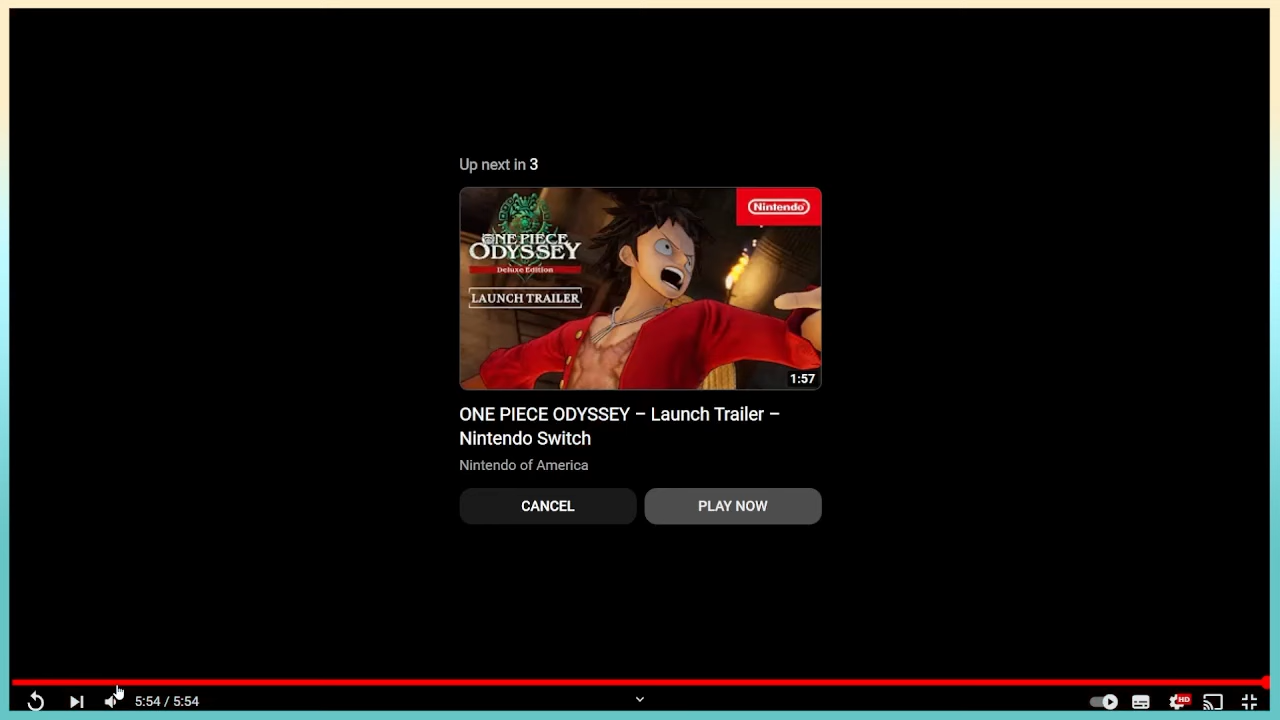 Up next in 3
Nintendo
ONE PIECE
ODYSSEY
Deluxe Edition
LAUNCH TRAILER
1:57
ONE PIECE ODYSSEY – Launch Trailer –
Nintendo Switch
Nintendo of America
CANCEL
PLAY NOW
5:54 / 5:54
HD